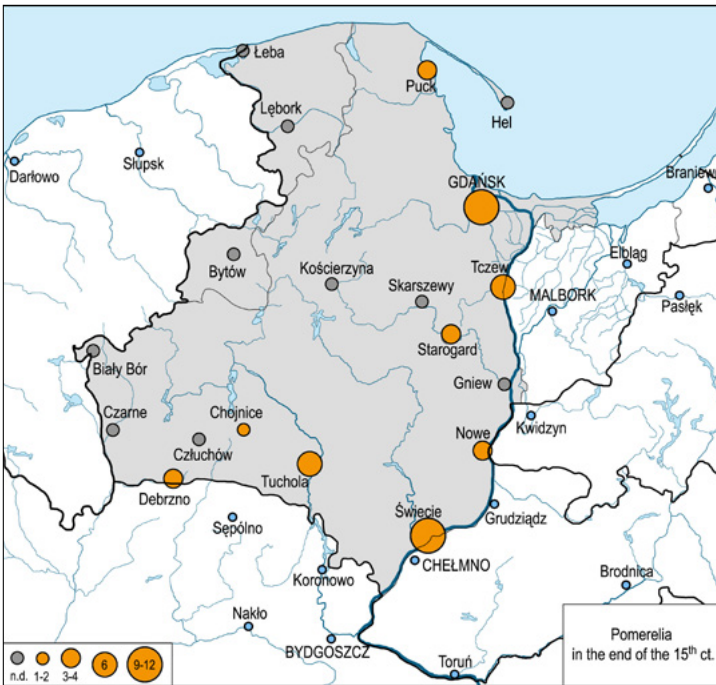 Łeba
Puck
Hel
Lębork
Słupsk
Darłowo
GDAŃSK
Elbląg
Bytów
Kościerzyna
Tczew
Skarszewy
MALBORK
Pasłęk
Starogard
Biały Bór
Gniew
Czarne
Chojnice
Człuchów
Nowe
Kwidzyn
Tuchola
Debrzno
Świecie
Grudziądz
Sępólno
CHEŁMNO
Koronowo
Brodnica
Nakło
BYDGOSZCZ
Toruń
n.d.
1-2
3-4
6
9-12
Pomerelia
in the end of the 15th ct.